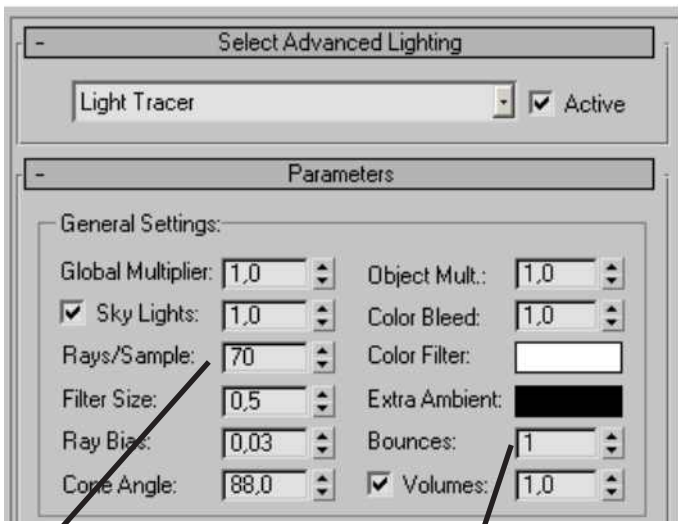 - Select Advanced Lighting
Light Tracer Active
- Parameters
General Settings:
Global Multiplier: 1,0 Object Mult.: 1,0
Sky Lights: 1,0 Color Bleed: 1,0
Rays/Sample: 70 Color Filter:
Filter Size: 0,5 Extra Ambient:
Ray Bias: 0,03 Bounces: 1
Cone Angle: 88,0 Volumes: 1,0